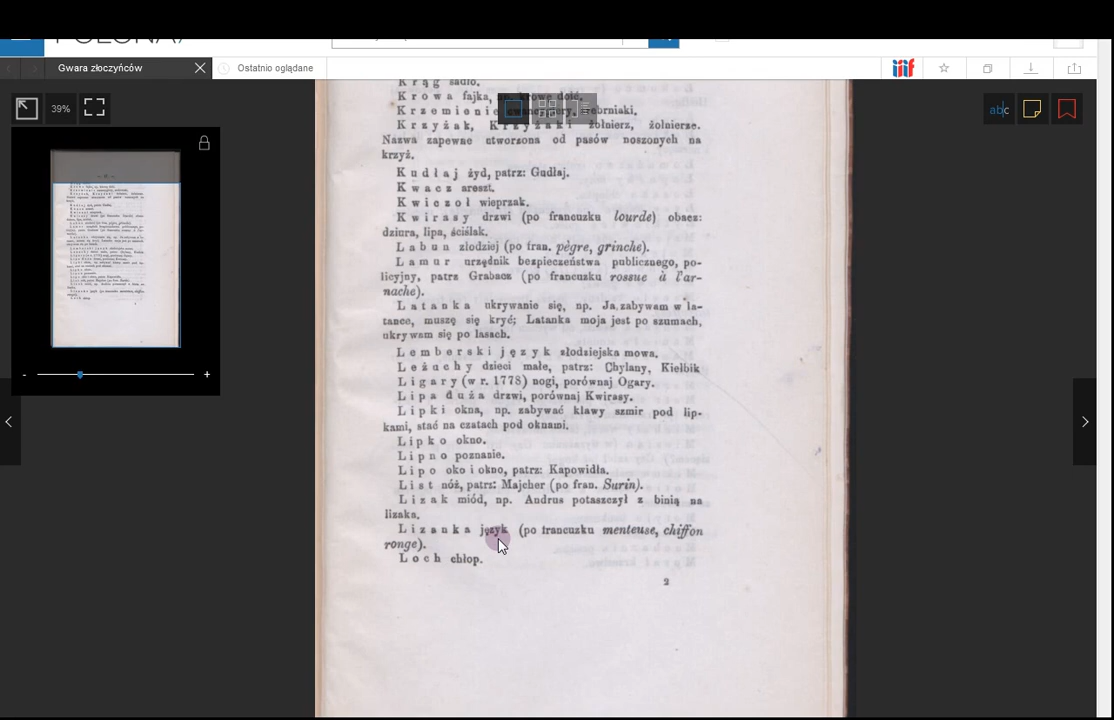 POLONA/
Gwara złoczyńców
Ostatnio oglądane
iiif
39%
abc
Krąg sadło.
Krowa fajka,
Krzyżak, Krzyżaki żołnierz, żołnierze.
Nazwa zapewne utworzona od pasów noszonych na
krzyż.
Kudłaj żyd, patrz: Gudłaj.
Kwacz areszt.
Kwiczoł wieprzak.
Kwirasy drzwi (po francuzku lourde) obacz:
dziura, lipa, ściślak.
Labun złodziej (po fran. pègre, grinche).
Lamur urzędnik bezpieczeństwa publicznego, po-
licyjny, patrz Grabacz (po francuzku rossue à l'ar-
nache).
Latanka ukrywanie się, np. Ja zabywam w la-
tance, muszę się kryć; Latanka moja jest po szumach,
ukrywam się po lasach.
Lemberski język złodziejska mowa.
Leżuchy dzieci małe, patrz: Chylany, Kiełbik
Ligary (w r. 1778) nogi, porównaj Ogary.
Lipa duża drzwi, porównaj Kwirasy.
Lipki okna, np. zabywać kławy szmir pod lip-
kami, stać na czatach pod oknami.
Lipko okno.
Lipno poznanie.
Lipo oko i okno, patrz: Kapowidła.
List nóż, patrz: Majcher (po fran. Surin).
Lizak miód, np. Andrus potaszczył z binią na
lizaka.
Lizanka język (po francuzku menteuse, chiffon
ronge).
Loch chłop.
2